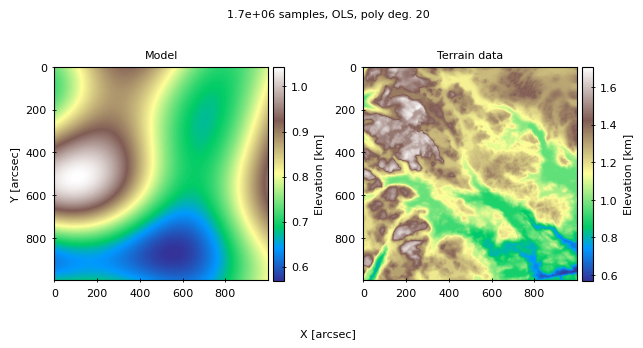 1.7e+06 samples, OLS, poly deg. 20
Model
Terrain data
0
200
400
600
800
0 200 400 600 800
Y [arcsec]
1.0
0.9
0.8
0.7
0.6
Elevation [km]
0
200
400
600
800
0 200 400 600 800
1.6
1.4
1.2
1.0
0.8
0.6
Elevation [km]
X [arcsec]